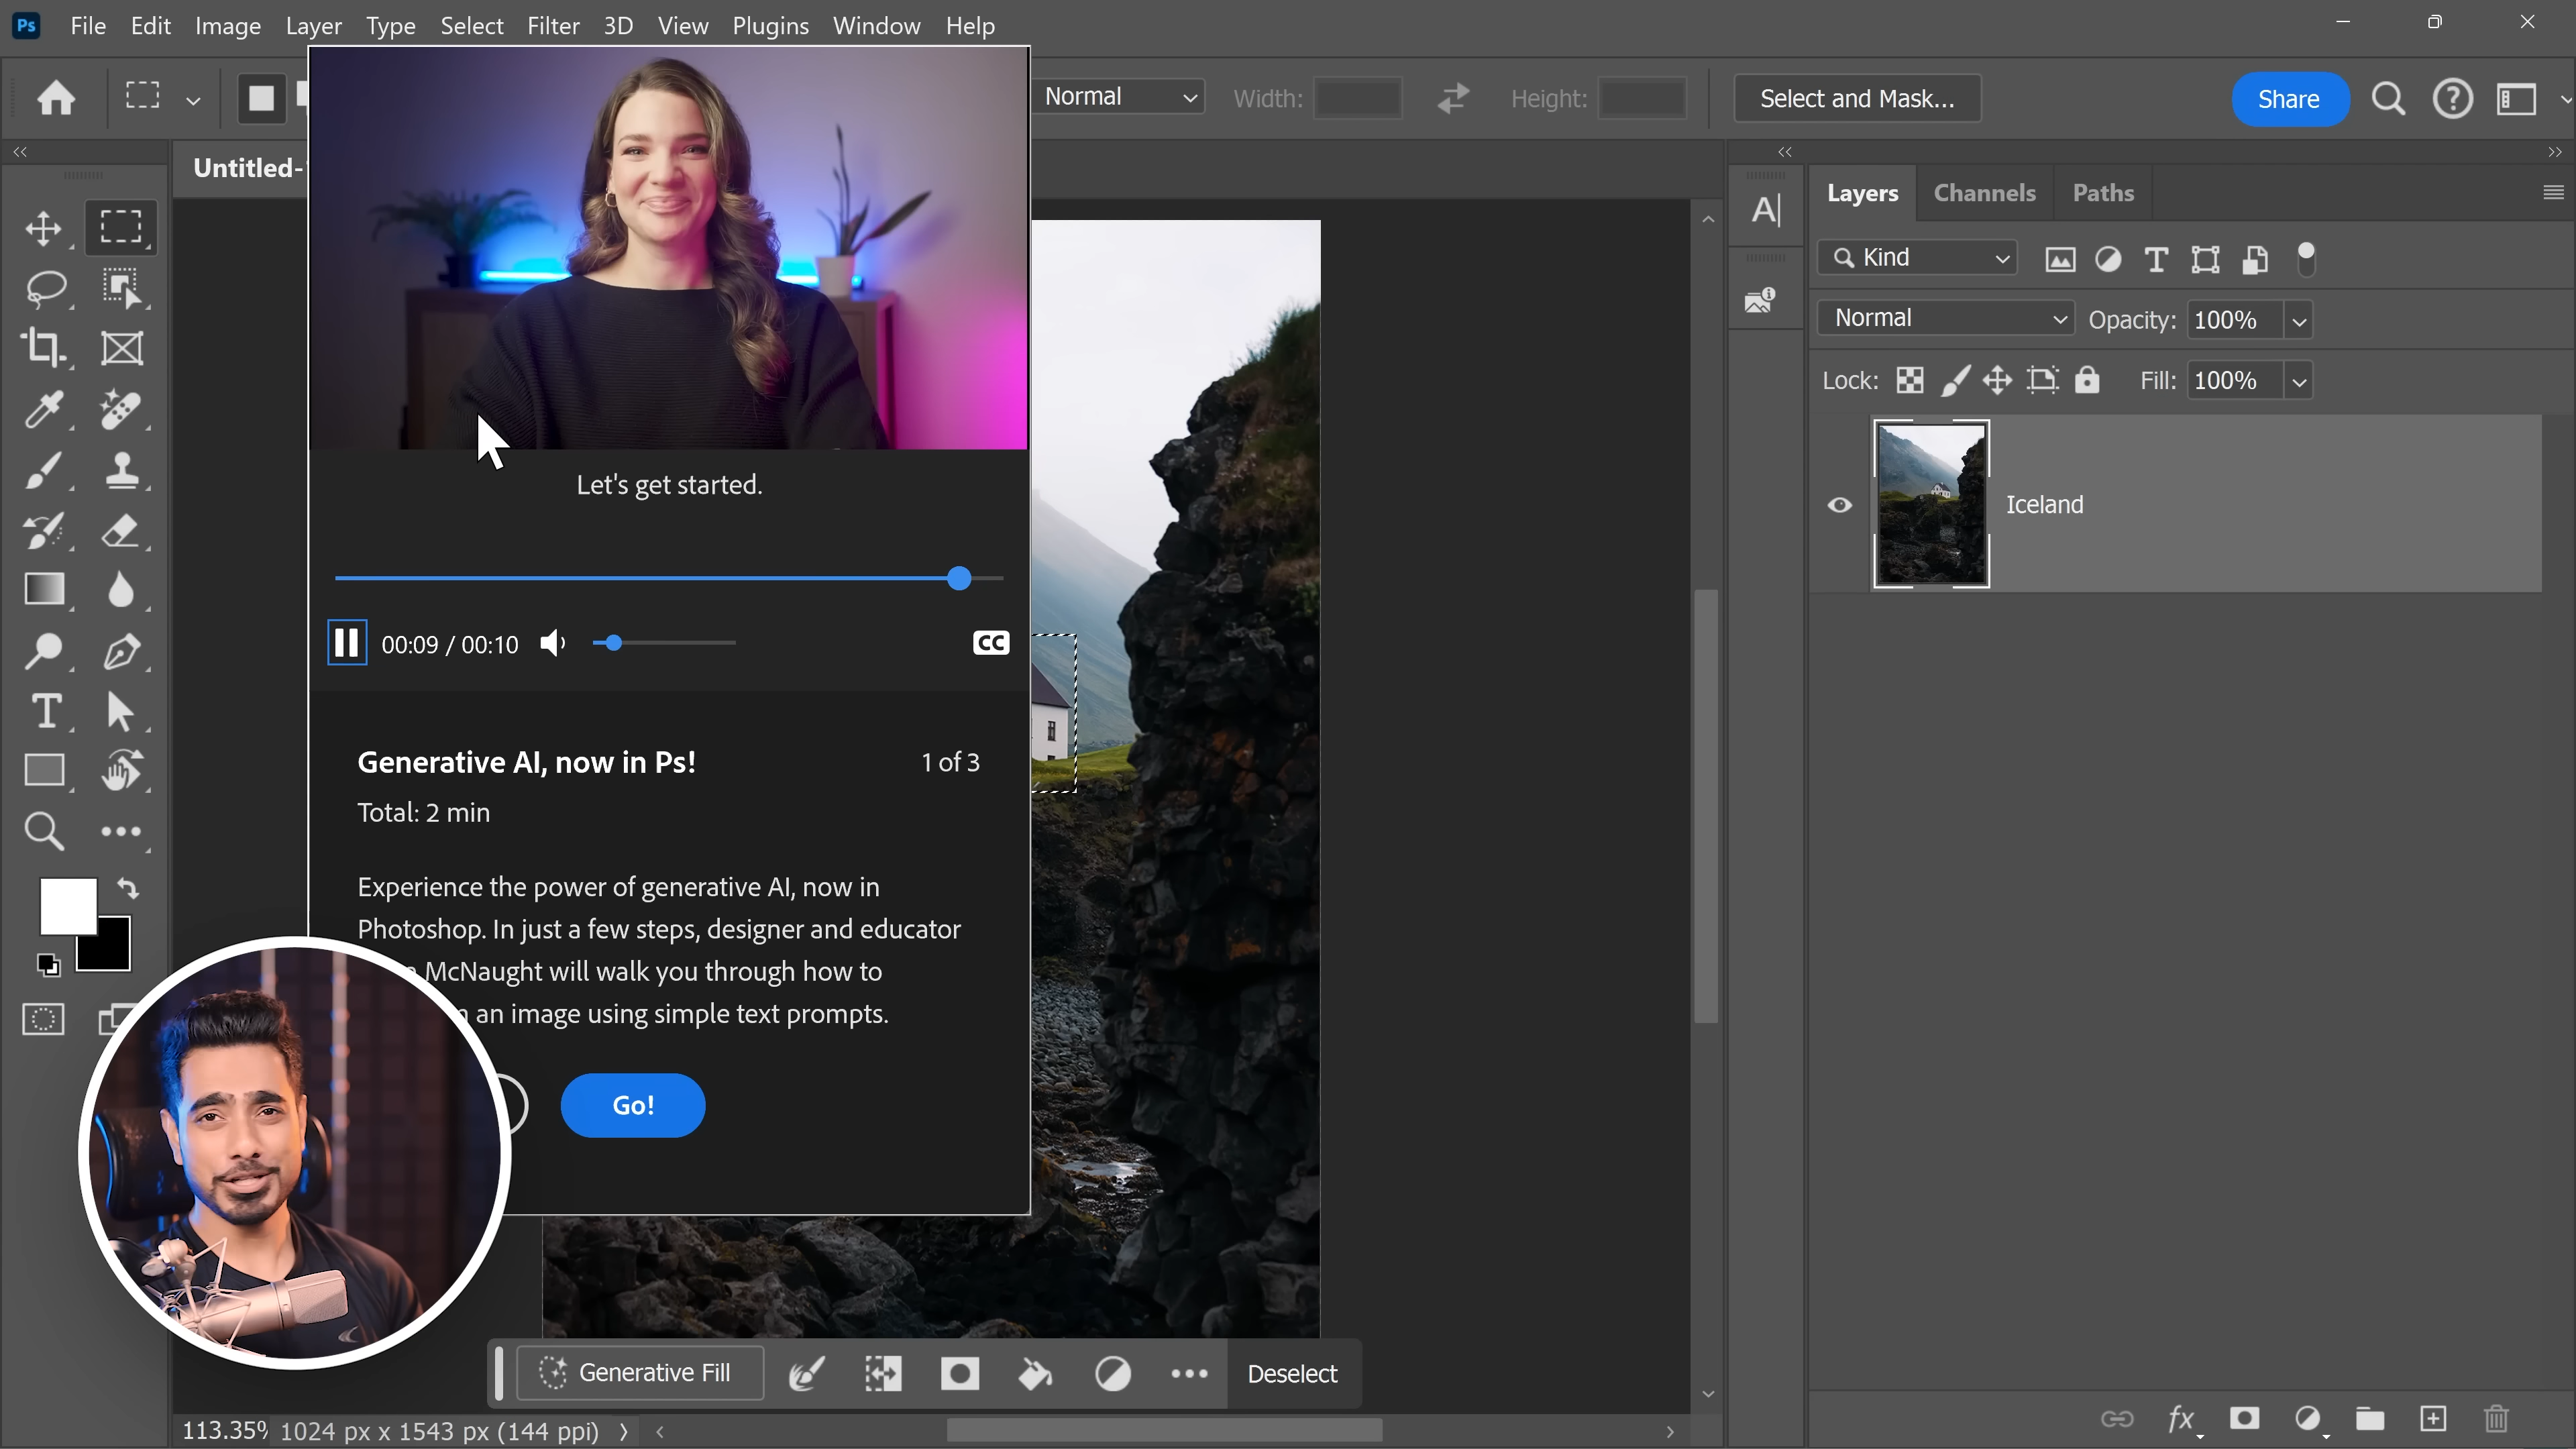 Ps File Edit Image Layer Type Select Filter 3D View Plugins Window Help
Normal Width: Height: Select and Mask... Share
Untitled-
Layers Channels Paths
Kind
Normal Opacity: 100%
Lock: Fill: 100%
Iceland
Let's get started.
00:09 / 00:10 CC
Generative AI, now in Ps! 1 of 3
Total: 2 min
Experience the power of generative AI, now in
Photoshop. In just a few steps, designer and educator
McNaught will walk you through how to
an image using simple text prompts.
Go!
Generative Fill Deselect
113.35% 1024 px x 1543 px (144 ppi)
fx